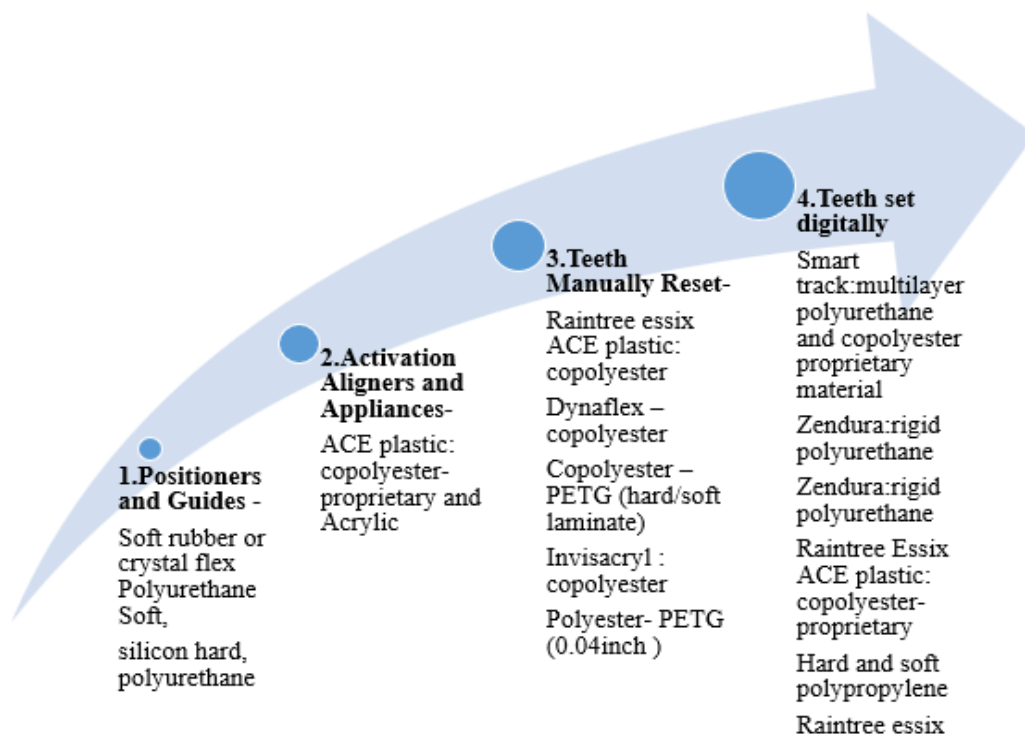 1.Positioners
and Guides -
Soft rubber or
crystal flex
Polyurethane
Soft,
silicon hard,
polyurethane
2.Activation
Aligners and
Appliances-
ACE plastic:
copolyester-
proprietary and
Acrylic
3.Teeth
Manually Reset-
Raintree essix
ACE plastic:
copolyester
Dynaflex –
copolyester
Copolyester –
PETG (hard/soft
laminate)
Invisacryl :
copolyester
Polyester- PETG
(0.04inch )
4.Teeth set
digitally
Smart
track:multilayer
polyurethane
and copolyester
proprietary
material
Zendura:rigid
polyurethane
Zendura:rigid
polyurethane
Raintree Essix
ACE plastic:
copolyester-
proprietary
Hard and soft
polypropylene
Raintree essix